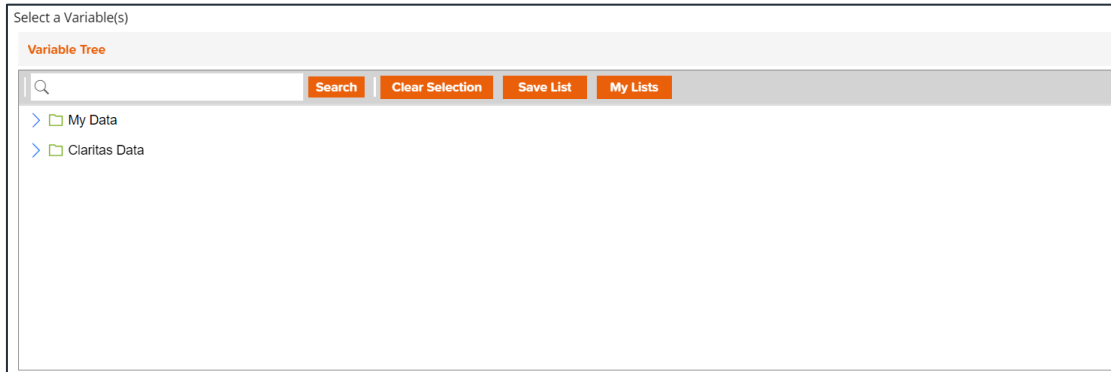 Select a Variable(s)
Variable Tree
Search Clear Selection Save List My Lists
My Data
Claritas Data